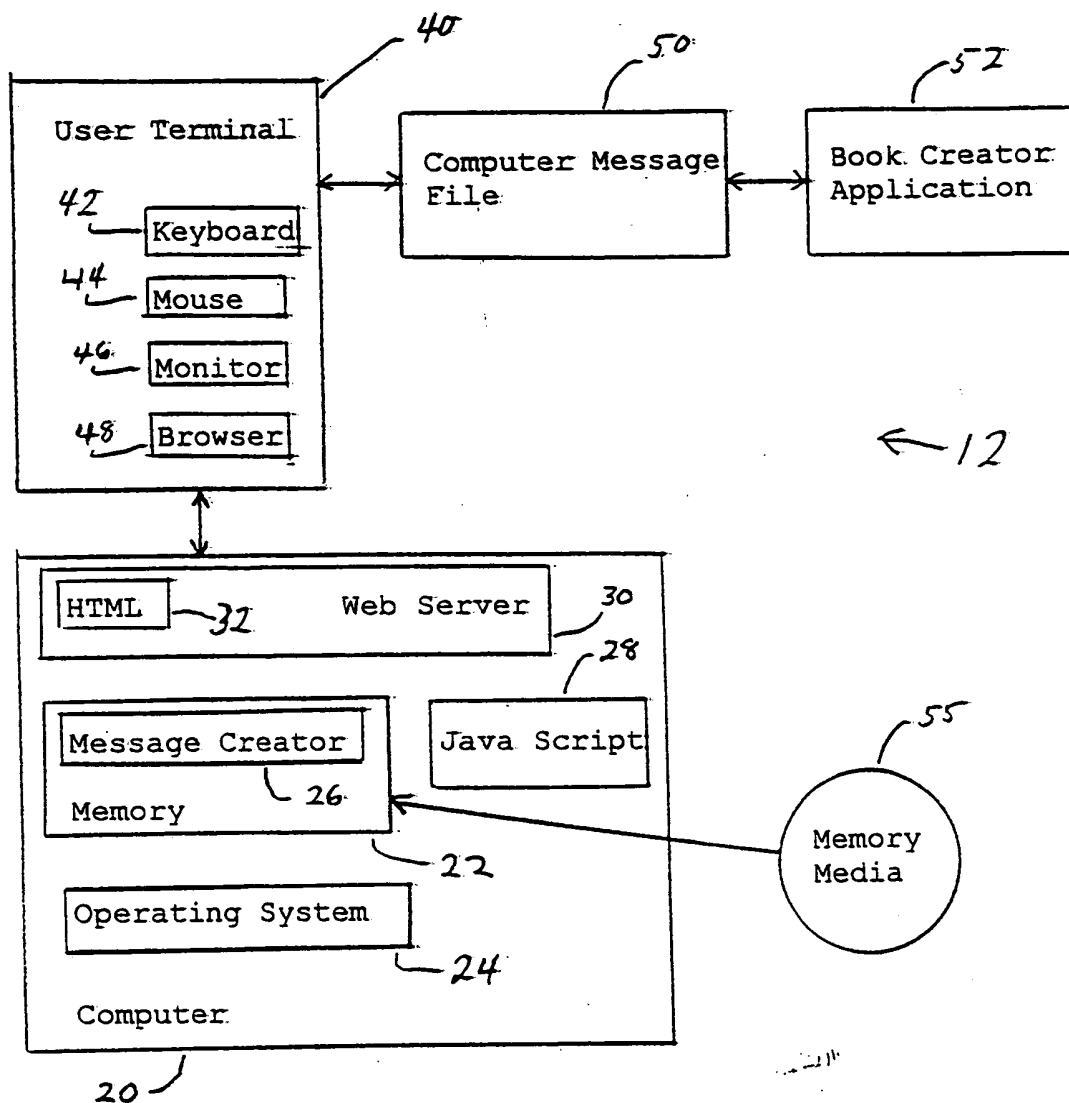 40
50
52
User Terminal
Computer Message
File
Book Creator
Application
42
Keyboard
44
Mouse
46
Monitor
48
Browser
12
HTML
32
Web Server
30
28
Message Creator
26
Memory
22
Java Script
55
Memory
Media
Operating System
24
Computer
20